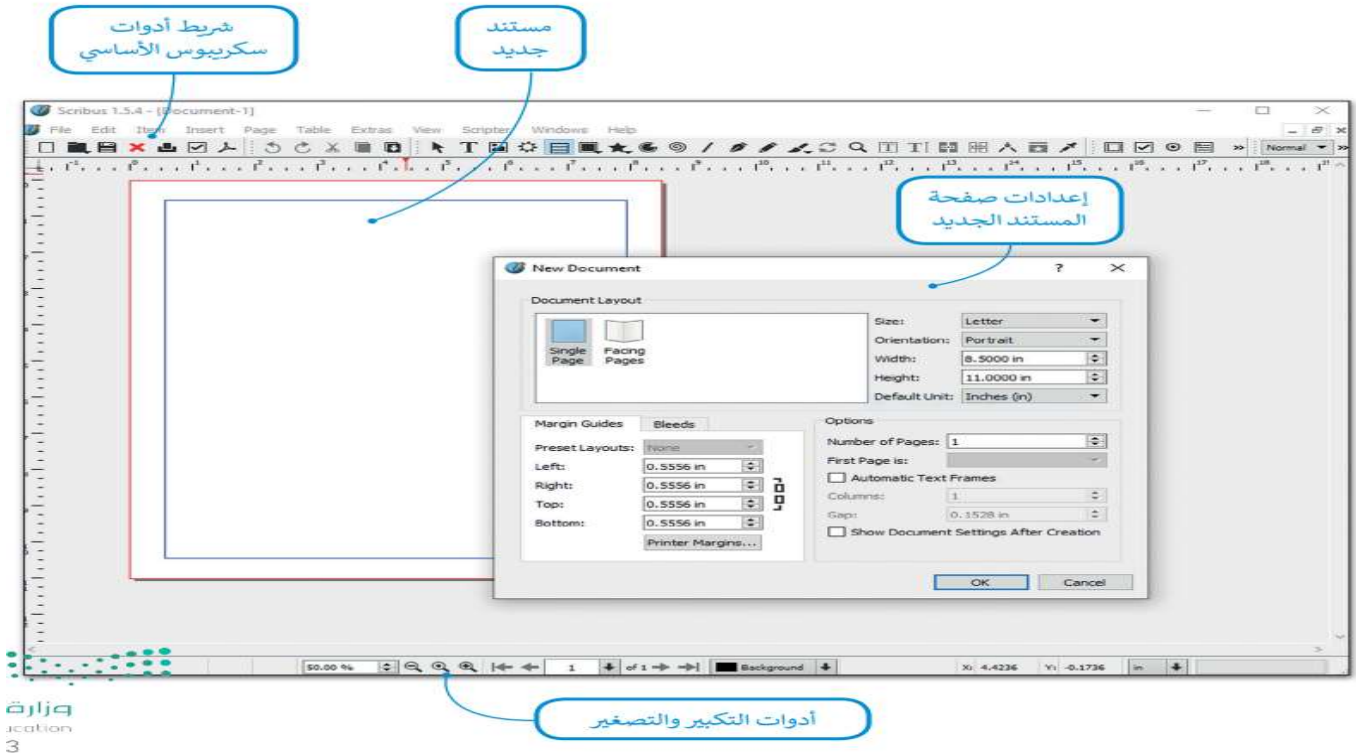 شريط أدوات
سكريبوس الأساسي
مستند
جديد
Scribus 1.5.4 - [Document-1]
File Edit Item Insert Page Table Extras View Scripter Windows Help
Normal
إعدادات صفحة
المستند الجديد
New Document
Document Layout
Single Page
Facing Pages
Size: Letter
Orientation: Portrait
Width: 8.5000 in
Height: 11.0000 in
Default Unit: Inches (in)
Margin Guides Bleeds
Preset Layouts: None
Left: 0.5556 in
Right: 0.5556 in
Top: 0.5556 in
Bottom: 0.5556 in
Printer Margins...
Options
Number of Pages: 1
First Page is:
Automatic Text Frames
Columns: 1
Gap: 0.1528 in
Show Document Settings After Creation
OK Cancel
50.00 % 1 of 1 Background X: 4.4236 Y: -0.1736 in
أدوات التكبير والتصغير
وزارة
ucation
3